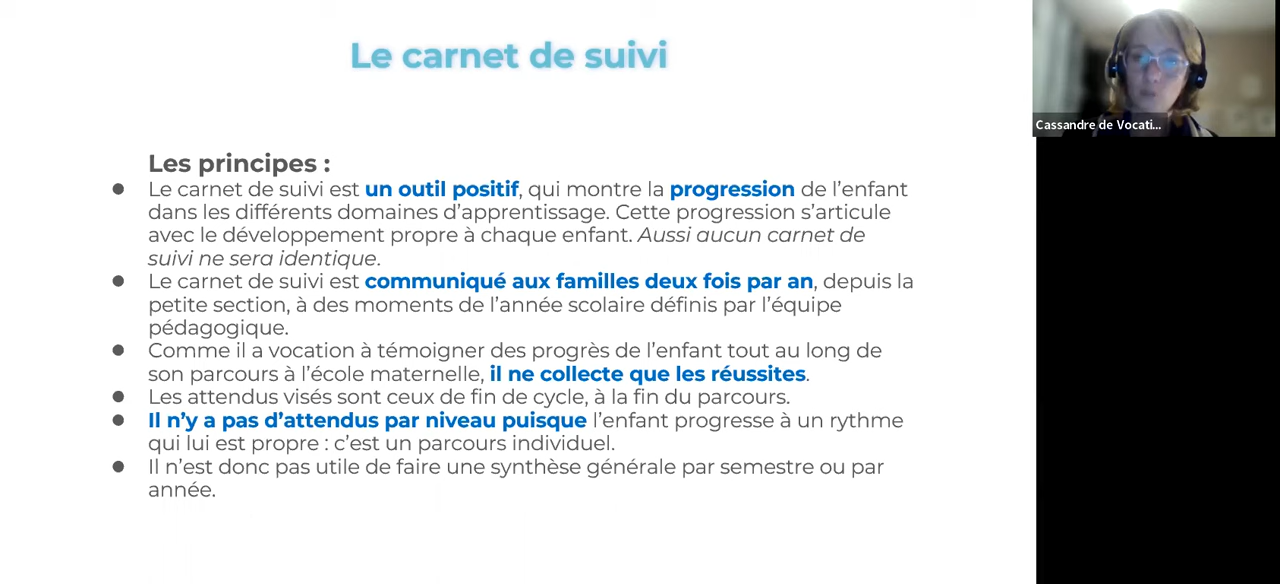 Le carnet de suivi
Cassandre de Vocati...
Les principes :
● Le carnet de suivi est un outil positif, qui montre la progression de l’enfant
dans les différents domaines d’apprentissage. Cette progression s’articule
avec le développement propre à chaque enfant. Aussi aucun carnet de
suivi ne sera identique.
● Le carnet de suivi est communiqué aux familles deux fois par an, depuis la
petite section, à des moments de l’année scolaire définis par l’équipe
pédagogique.
● Comme il a vocation à témoigner des progrès de l’enfant tout au long de
son parcours à l’école maternelle, il ne collecte que les réussites.
● Les attendus visés sont ceux de fin de cycle, à la fin du parcours.
● Il n’y a pas d’attendus par niveau puisque l’enfant progresse à un rythme
qui lui est propre : c’est un parcours individuel.
● Il n’est donc pas utile de faire une synthèse générale par semestre ou par
année.